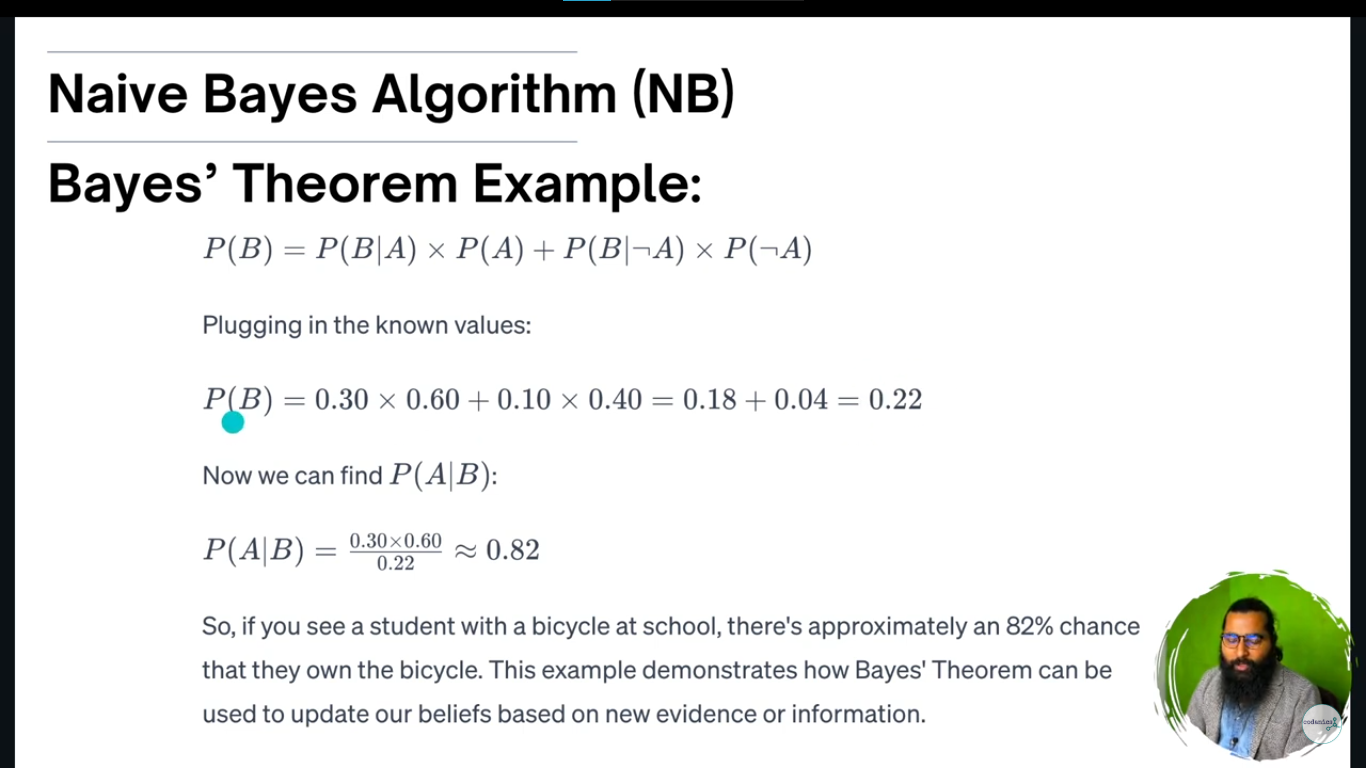 Naive Bayes Algorithm (NB)
Bayes’ Theorem Example:
P(B) = P(B|A) × P(A) + P(B|¬A) × P(¬A)
Plugging in the known values:
P(B) = 0.30 × 0.60 + 0.10 × 0.40 = 0.18 + 0.04 = 0.22
Now we can find P(A|B):
P(A|B) = 0.30×0.60 / 0.22 ≈ 0.82
So, if you see a student with a bicycle at school, there's approximately an 82% chance
that they own the bicycle. This example demonstrates how Bayes' Theorem can be
used to update our beliefs based on new evidence or information.